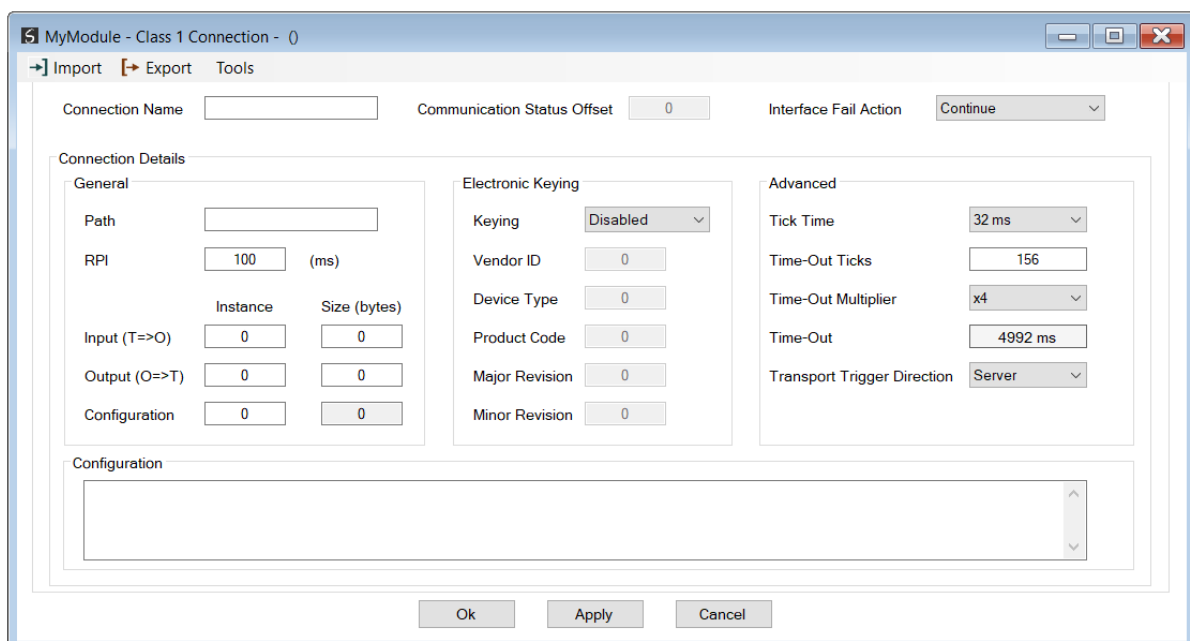 MyModule - Class 1 Connection - ()
Import Export Tools
Connection Name Communication Status Offset 0 Interface Fail Action Continue
Connection Details
General Electronic Keying Advanced
Path Keying Disabled Tick Time 32 ms
RPI 100 (ms) Vendor ID 0 Time-Out Ticks 156
Instance Size (bytes) Device Type 0 Time-Out Multiplier x4
Input (T=>O) 0 0 Product Code 0 Time-Out 4992 ms
Output (O=>T) 0 0 Major Revision 0 Transport Trigger Direction Server
Configuration 0 0 Minor Revision 0
Configuration
Ok Apply Cancel